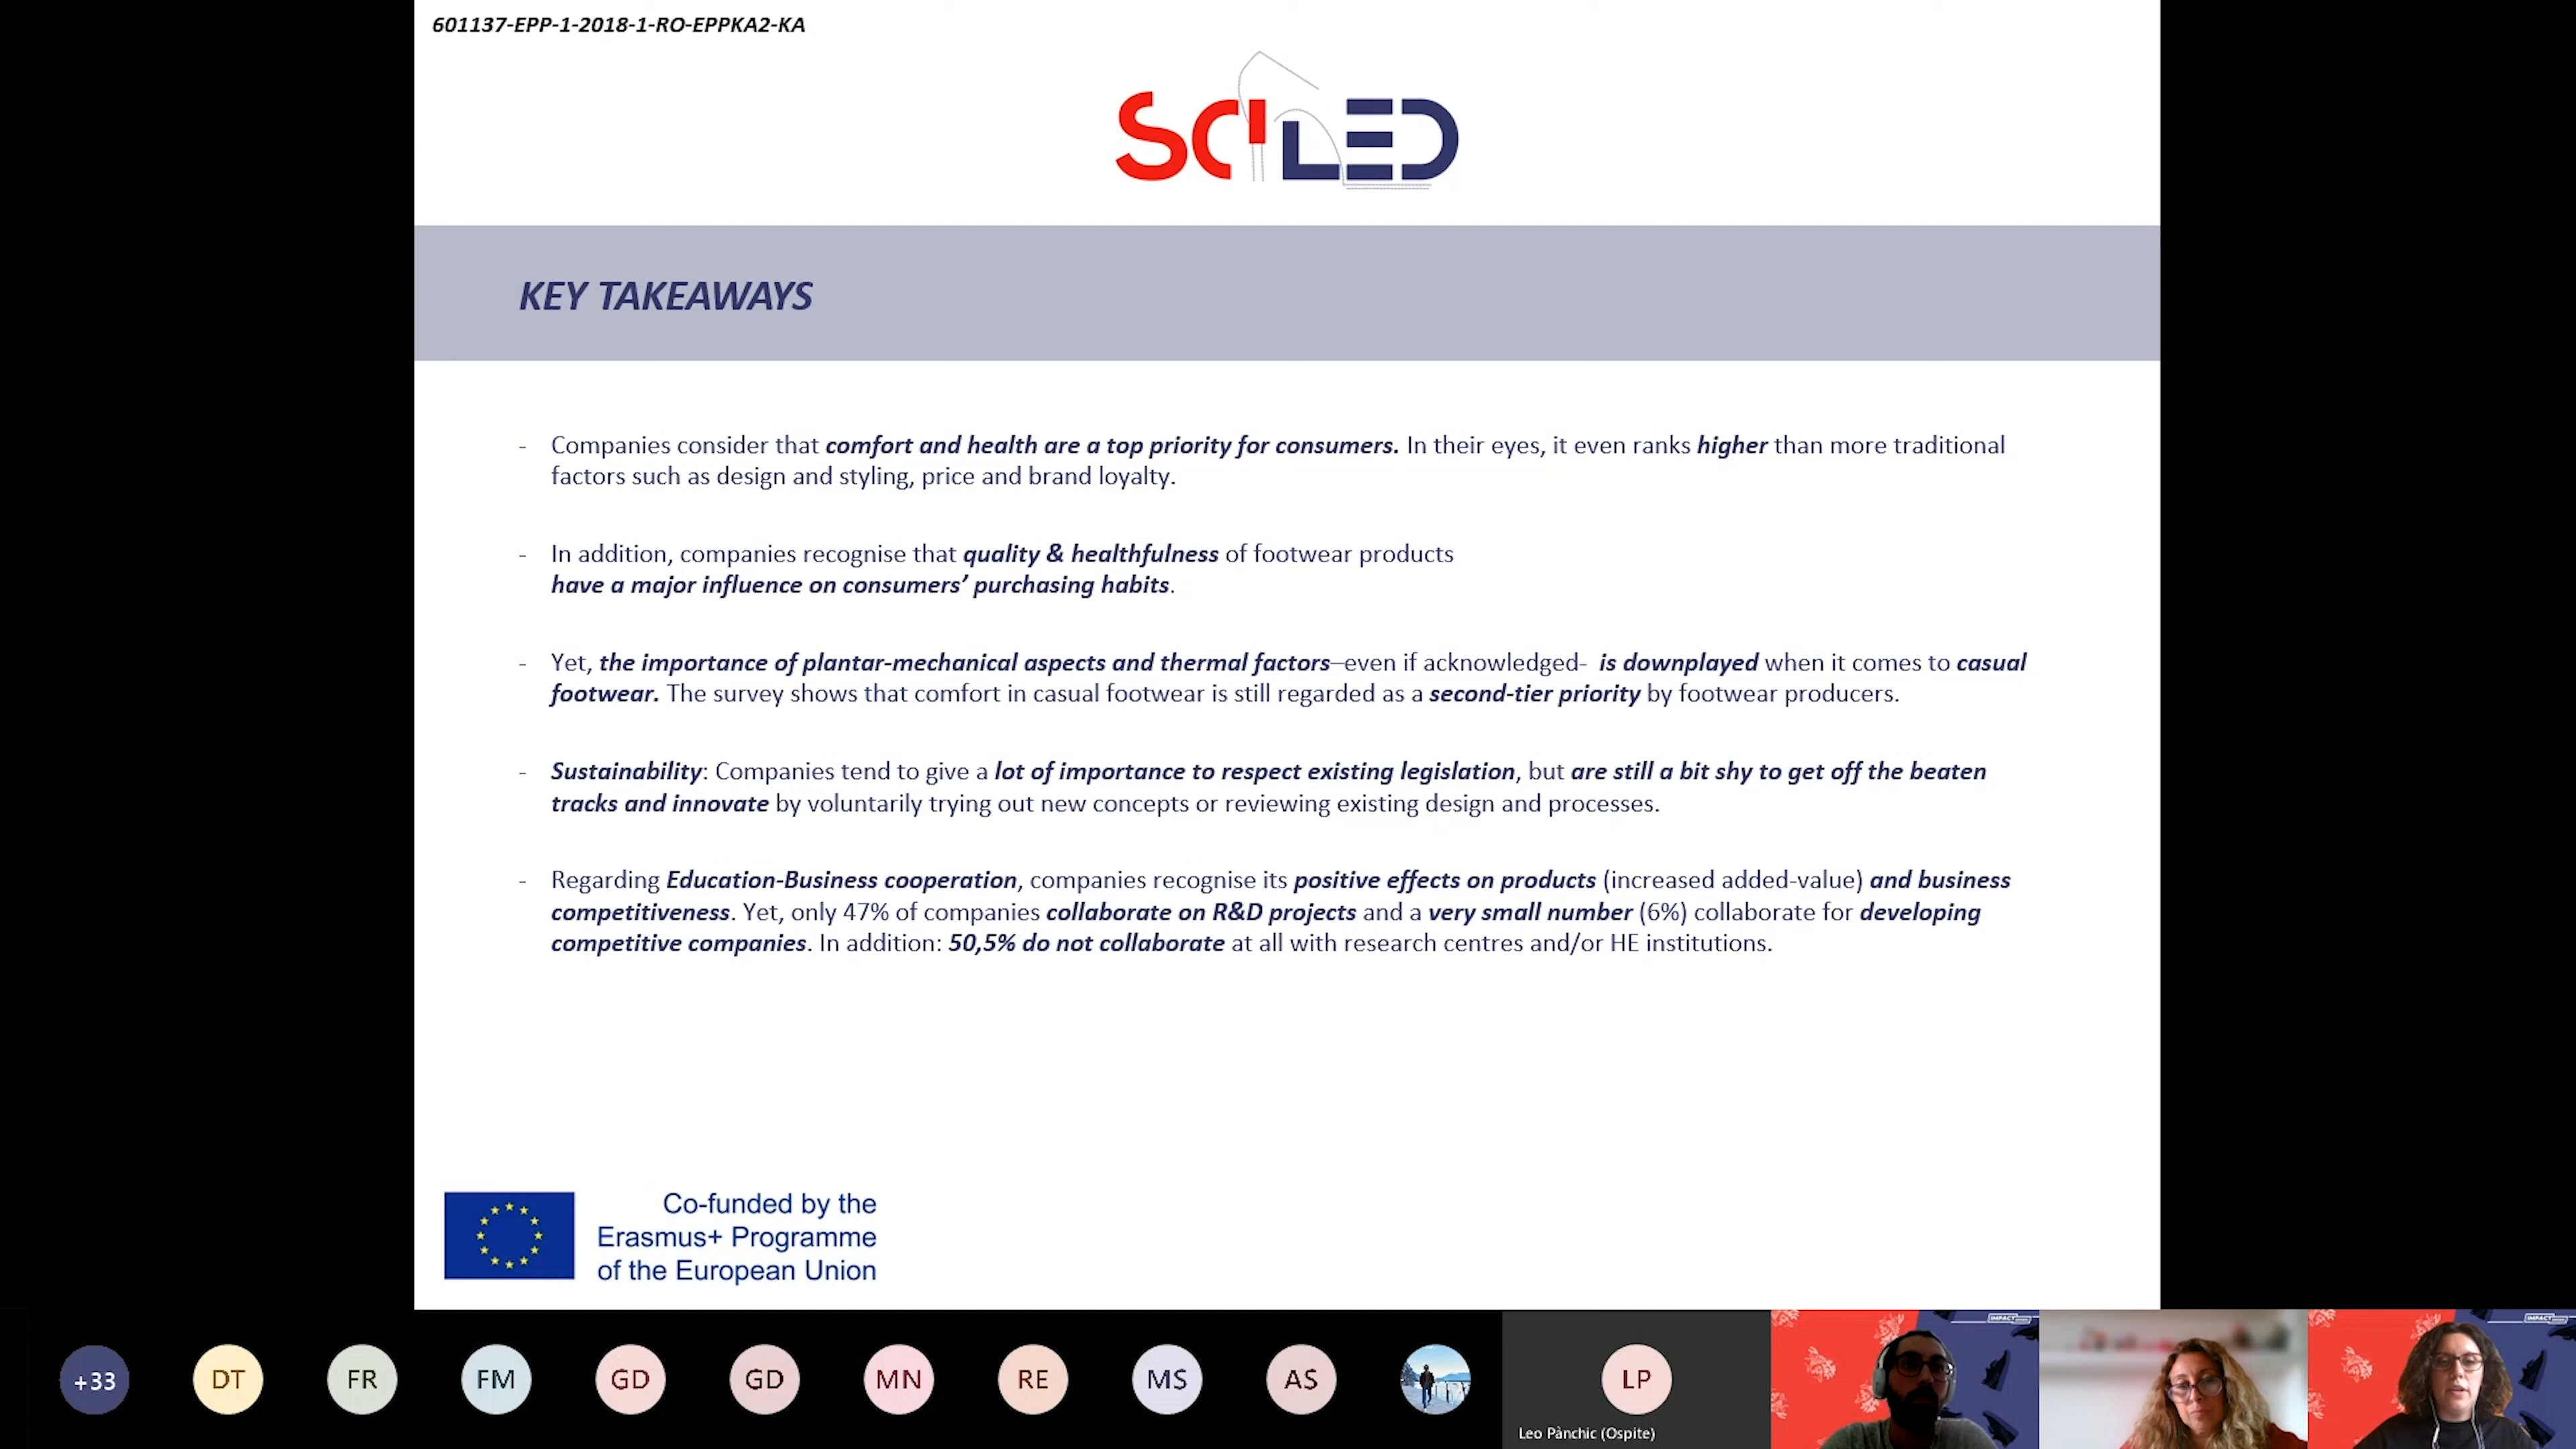 601137-EPP-1-2018-1-RO-EPPKA2-KA
SCILED
KEY TAKEAWAYS
- Companies consider that comfort and health are a top priority for consumers. In their eyes, it even ranks higher than more traditional
factors such as design and styling, price and brand loyalty.
- In addition, companies recognise that quality & healthfulness of footwear products
have a major influence on consumers’ purchasing habits.
- Yet, the importance of plantar-mechanical aspects and thermal factors–even if acknowledged- is downplayed when it comes to casual
footwear. The survey shows that comfort in casual footwear is still regarded as a second-tier priority by footwear producers.
- Sustainability: Companies tend to give a lot of importance to respect existing legislation, but are still a bit shy to get off the beaten
tracks and innovate by voluntarily trying out new concepts or reviewing existing design and processes.
- Regarding Education-Business cooperation, companies recognise its positive effects on products (increased added-value) and business
competitiveness. Yet, only 47% of companies collaborate on R&D projects and a very small number (6%) collaborate for developing
competitive companies. In addition: 50,5% do not collaborate at all with research centres and/or HE institutions.
Co-funded by the
Erasmus+ Programme
of the European Union
+33 DT FR FM GD GD MN RE MS AS LP
Leo Pànchic (Ospite)
IMPACT
IMPACT